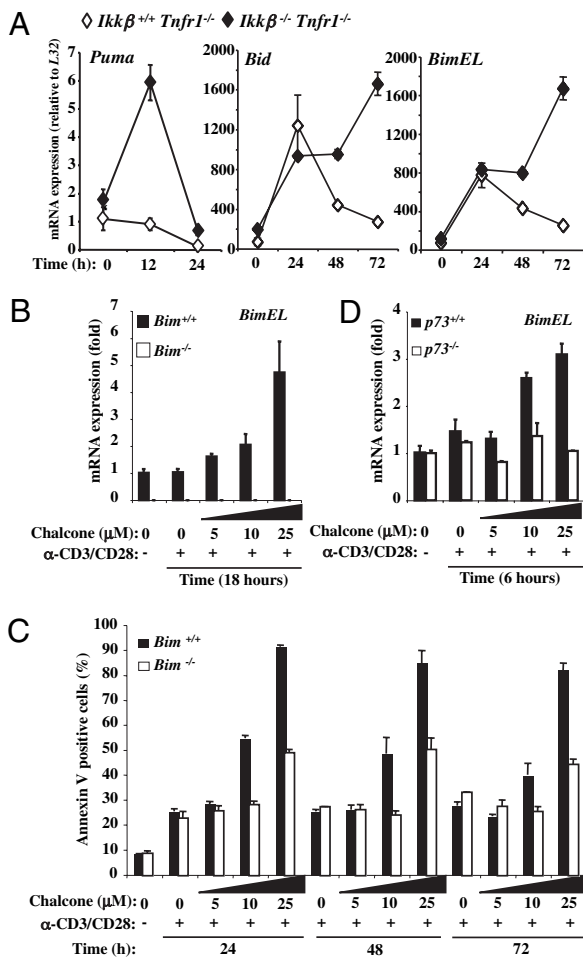 A
Ikkβ+/+ Tnfr1-/- Ikkβ-/- Tnfr1-/-
Puma
Bid
BimEL
mRNA expression (relative to L32)
7
6
5
4
3
2
1
0
2000
1600
1200
800
400
0
2000
1600
1200
800
400
0
Time (h): 0 12 24
0 24 48 72
0 24 48 72
B
Bim+/+
Bim-/-
BimEL
mRNA expression (fold)
7
6
5
4
3
2
1
0
Chalcone (μM): 0 0 5 10 25
α-CD3/CD28: - + + + +
Time (18 hours)
D
p73+/+
p73-/-
BimEL
mRNA expression (fold)
4
3
2
1
0
Chalcone (μM): 0 0 5 10 25
α-CD3/CD28: - + + + +
Time (6 hours)
C
Bim +/+
Bim -/-
Annexin V positive cells (%)
100
90
80
70
60
50
40
30
20
10
0
Chalcone (μM): 0 0 5 10 25 0 5 10 25 0 5 10 25
α-CD3/CD28: - + + + + + + + + + + + +
Time (h): 24 48 72